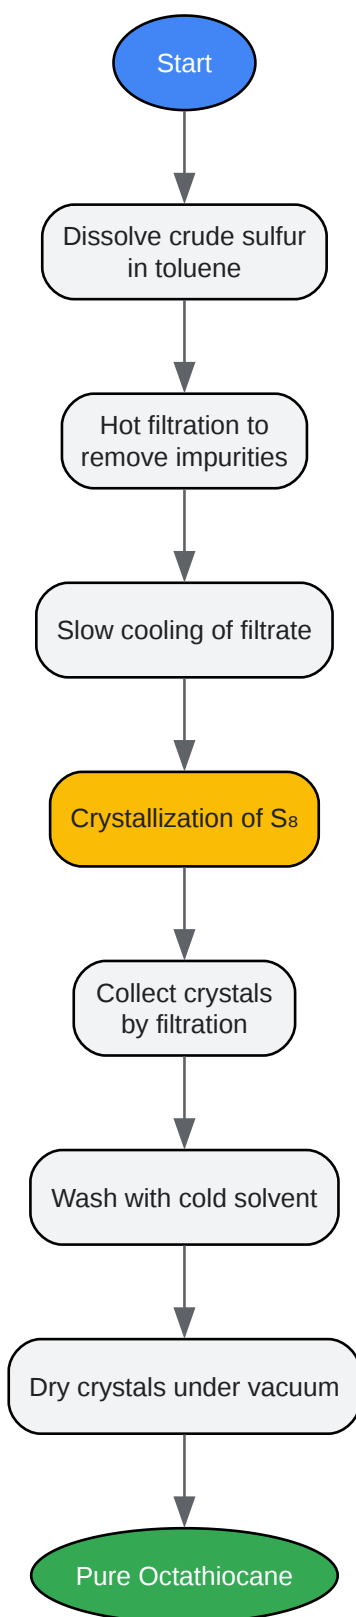 Start
Dissolve crude sulfur
in toluene
Hot filtration to
remove impurities
Slow cooling of filtrate
Crystallization of S₈
Collect crystals
by filtration
Wash with cold solvent
Dry crystals under vacuum
Pure Octathiocane